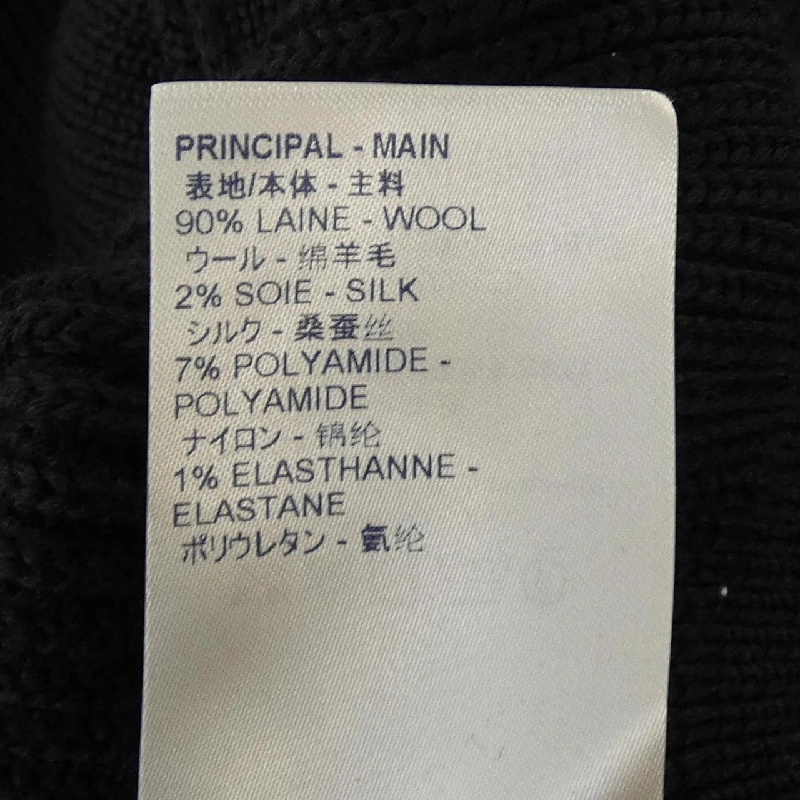 PRINCIPAL - MAIN
表地/本体 - 主料
90% LAINE - WOOL
ウール - 绵羊毛
2% SOIE - SILK
シルク - 桑蚕丝
7% POLYAMIDE -
POLYAMIDE
ナイロン - 锦纶
1% ELASTHANNE -
ELASTANE
ポリウレタン - 氨纶